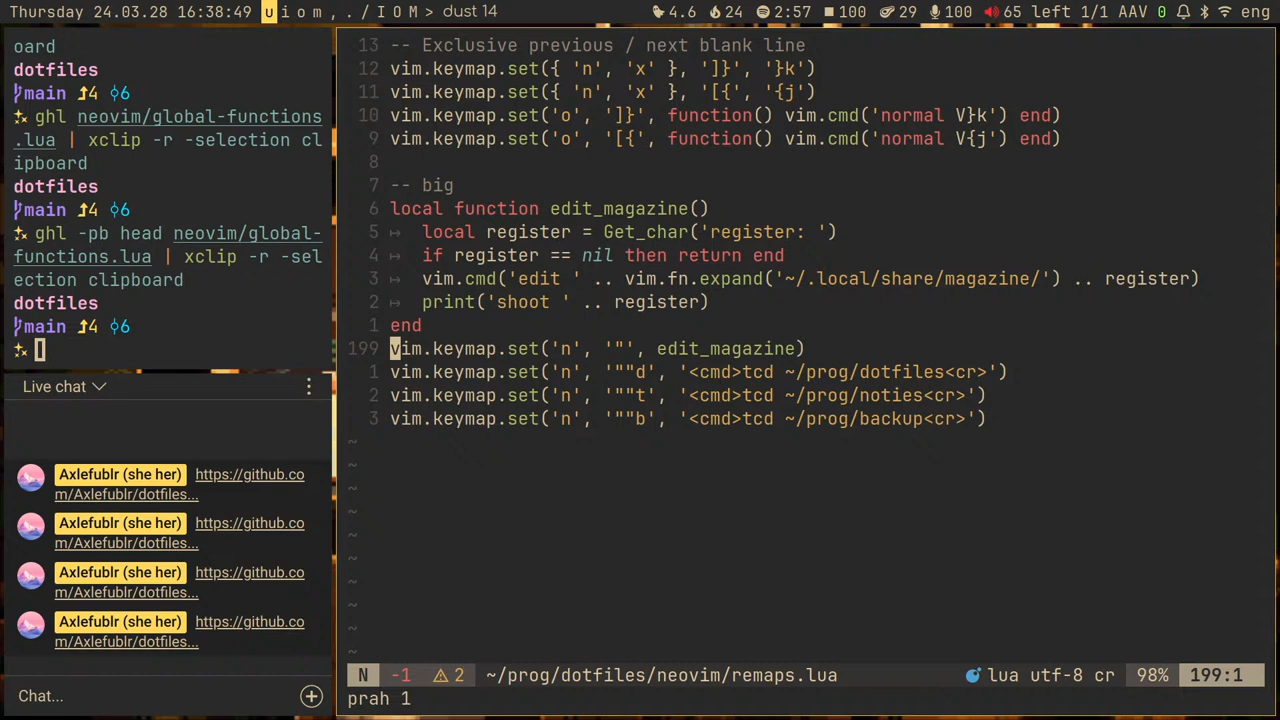 Thursday 24.03.28 16:38:49 u i o m , . / I O M > dust 14 4.6 24 2:57 100 29 100 65 left 1/1 AAV 0 eng
oard
dotfiles
main 4 6
ghl neovim/global-functions
.lua | xclip -r -selection cl
ipboard
dotfiles
main 4 6
ghl -pb head neovim/global-
functions.lua | xclip -r -sel
ection clipboard
dotfiles
main 4 6
Live chat
Axlefublr (she her) https://github.co
m/Axlefublr/dotfiles...
Axlefublr (she her) https://github.co
m/Axlefublr/dotfiles...
Axlefublr (she her) https://github.co
m/Axlefublr/dotfiles...
Axlefublr (she her) https://github.co
m/Axlefublr/dotfiles...
Chat...
13 -- Exclusive previous / next blank line
12 vim.keymap.set({ 'n', 'x' }, ']}', '}k')
11 vim.keymap.set({ 'n', 'x' }, '[{', '{j')
10 vim.keymap.set('o', ']}', function() vim.cmd('normal V}k') end)
9 vim.keymap.set('o', '[{', function() vim.cmd('normal V{j') end)
8
7 -- big
6 local function edit_magazine()
5 local register = Get_char('register: ')
4 if register == nil then return end
3 vim.cmd('edit ' .. vim.fn.expand('~/.local/share/magazine/') .. register)
2 print('shoot ' .. register)
1 end
199 vim.keymap.set('n', '"', edit_magazine)
1 vim.keymap.set('n', '""d', '<cmd>tcd ~/prog/dotfiles<cr>')
2 vim.keymap.set('n', '""t', '<cmd>tcd ~/prog/noties<cr>')
3 vim.keymap.set('n', '""b', '<cmd>tcd ~/prog/backup<cr>')
~
~
~
~
~
~
~
~
~
~
N -1 2 ~/prog/dotfiles/neovim/remaps.lua lua utf-8 cr 98% 199:1
prah 1